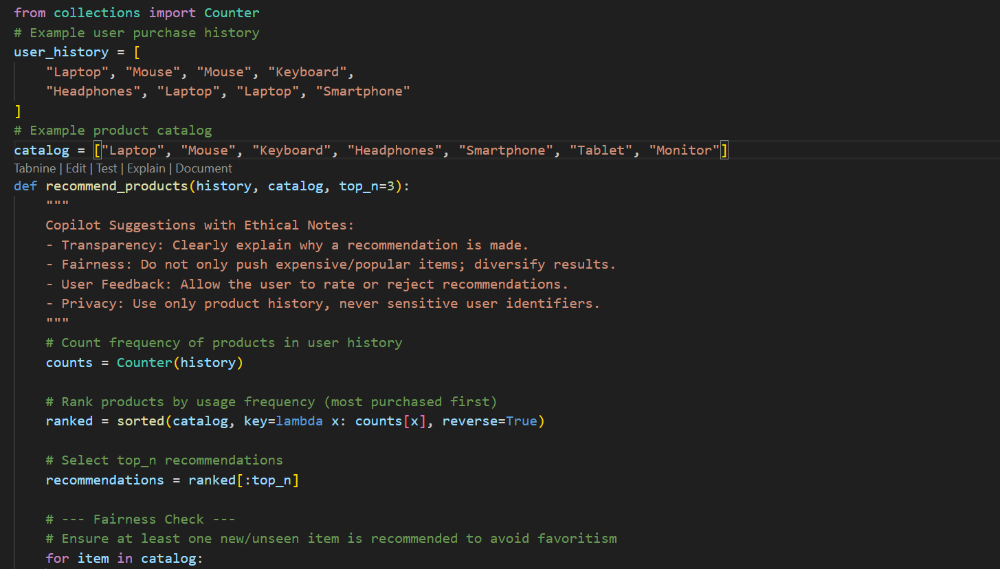 from collections import Counter
# Example user purchase history
user_history = [
    "Laptop", "Mouse", "Mouse", "Keyboard",
    "Headphones", "Laptop", "Laptop", "Smartphone"
]
# Example product catalog
catalog = ["Laptop", "Mouse", "Keyboard", "Headphones", "Smartphone", "Tablet", "Monitor"]
Tabnine | Edit | Test | Explain | Document
def recommend_products(history, catalog, top_n=3):
    """
    Copilot Suggestions with Ethical Notes:
    - Transparency: Clearly explain why a recommendation is made.
    - Fairness: Do not only push expensive/popular items; diversify results.
    - User Feedback: Allow the user to rate or reject recommendations.
    - Privacy: Use only product history, never sensitive user identifiers.
    """
    # Count frequency of products in user history
    counts = Counter(history)
    # Rank products by usage frequency (most purchased first)
    ranked = sorted(catalog, key=lambda x: counts[x], reverse=True)
    # Select top_n recommendations
    recommendations = ranked[:top_n]
    # --- Fairness Check ---
    # Ensure at least one new/unseen item is recommended to avoid favoritism
    for item in catalog: